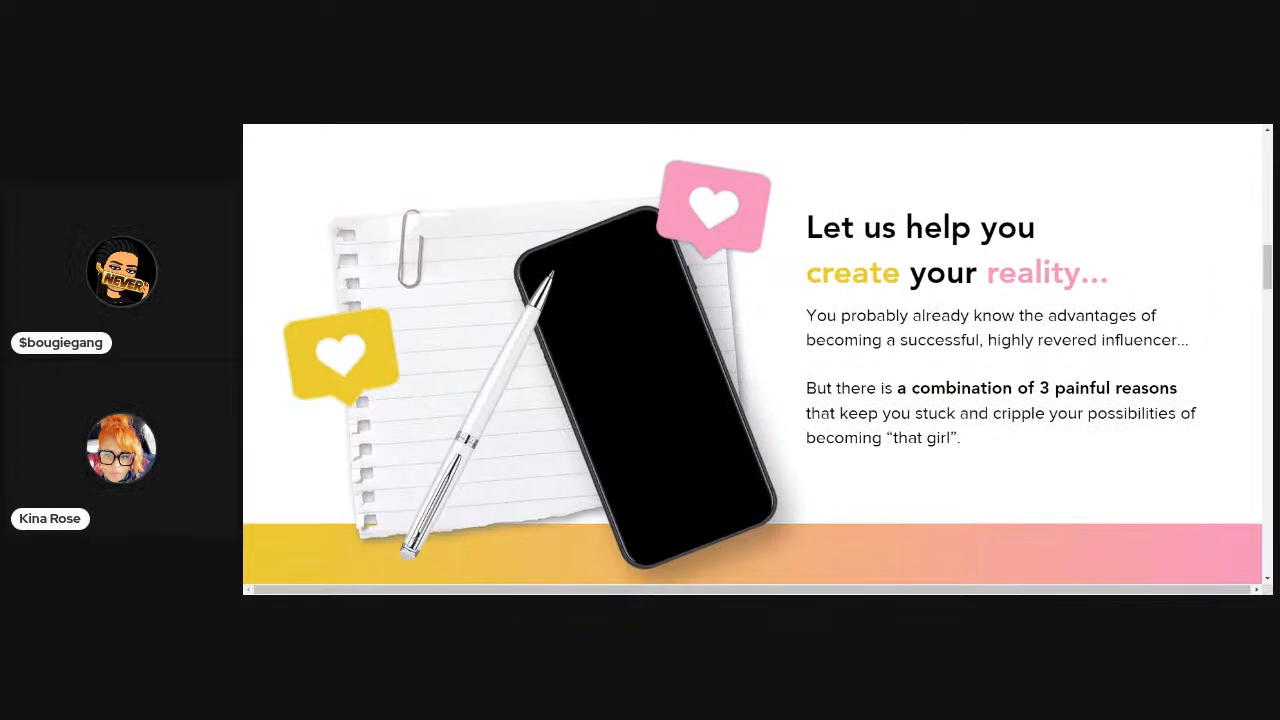 NEVER
$bougiegang
Kina Rose
Let us help you
create your reality...
You probably already know the advantages of
becoming a successful, highly revered influencer...
But there is a combination of 3 painful reasons
that keep you stuck and cripple your possibilities of
becoming “that girl”.